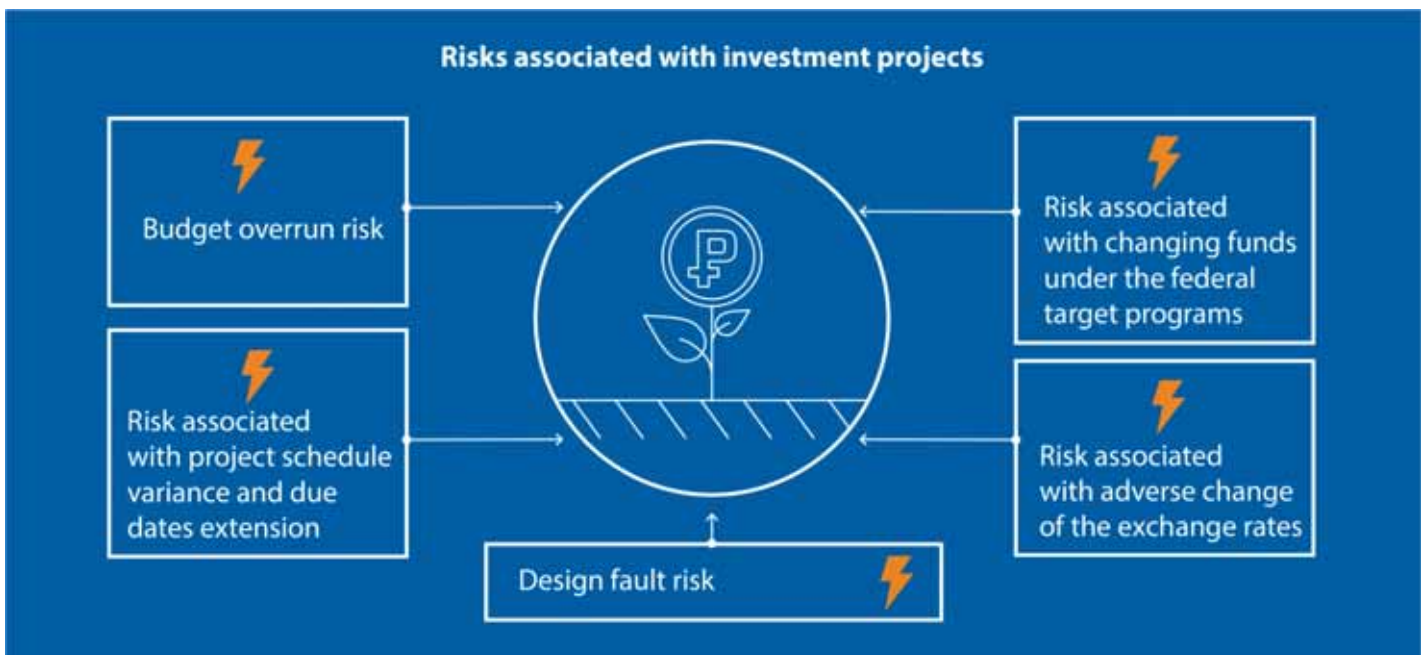 Risks associated with investment projects
Budget overrun risk
Risk associated
with project schedule
variance and due
dates extension
Design fault risk
Risk associated
with changing funds
under the federal
target programs
Risk associated
with adverse change
of the exchange rates